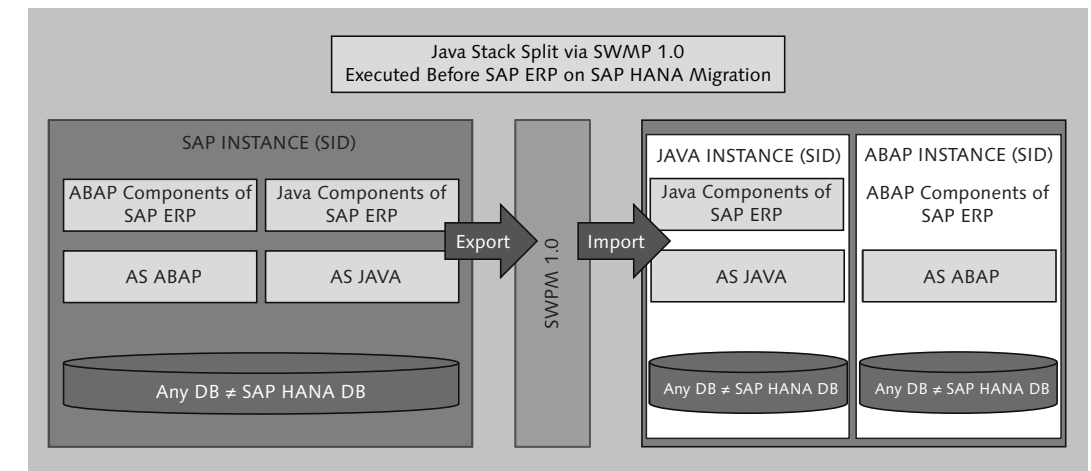 Java Stack Split via SWMP 1.0
Executed Before SAP ERP on SAP HANA Migration
SAP INSTANCE (SID)
ABAP Components of
SAP ERP
Java Components of
SAP ERP
AS ABAP
AS JAVA
Any DB ≠ SAP HANA DB
Export
SWPM 1.0
Import
JAVA INSTANCE (SID)
Java Components of
SAP ERP
AS JAVA
Any DB ≠ SAP HANA DB
ABAP INSTANCE (SID)
ABAP Components of
SAP ERP
AS ABAP
Any DB ≠ SAP HANA DB